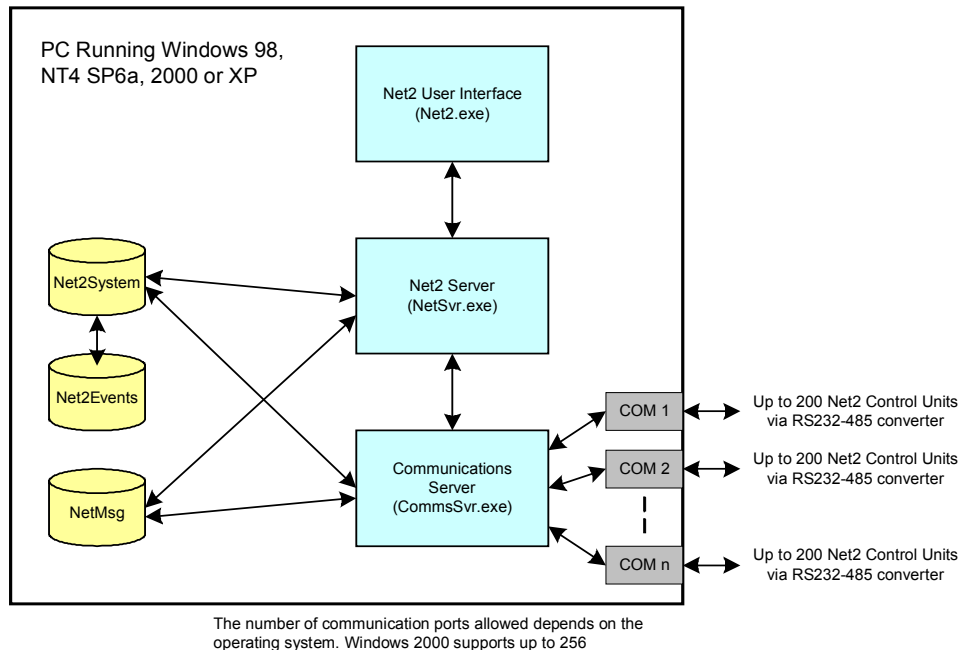 PC Running Windows 98,
NT4 SP6a, 2000 or XP
Net2 User Interface
(Net2.exe)
Net2System
Net2 Server
(NetSvr.exe)
Net2Events
NetMsg
Communications
Server
(CommsSvr.exe)
COM 1
Up to 200 Net2 Control Units
via RS232-485 converter
COM 2
Up to 200 Net2 Control Units
via RS232-485 converter
COM n
Up to 200 Net2 Control Units
via RS232-485 converter
The number of communication ports allowed depends on the
operating system. Windows 2000 supports up to 256